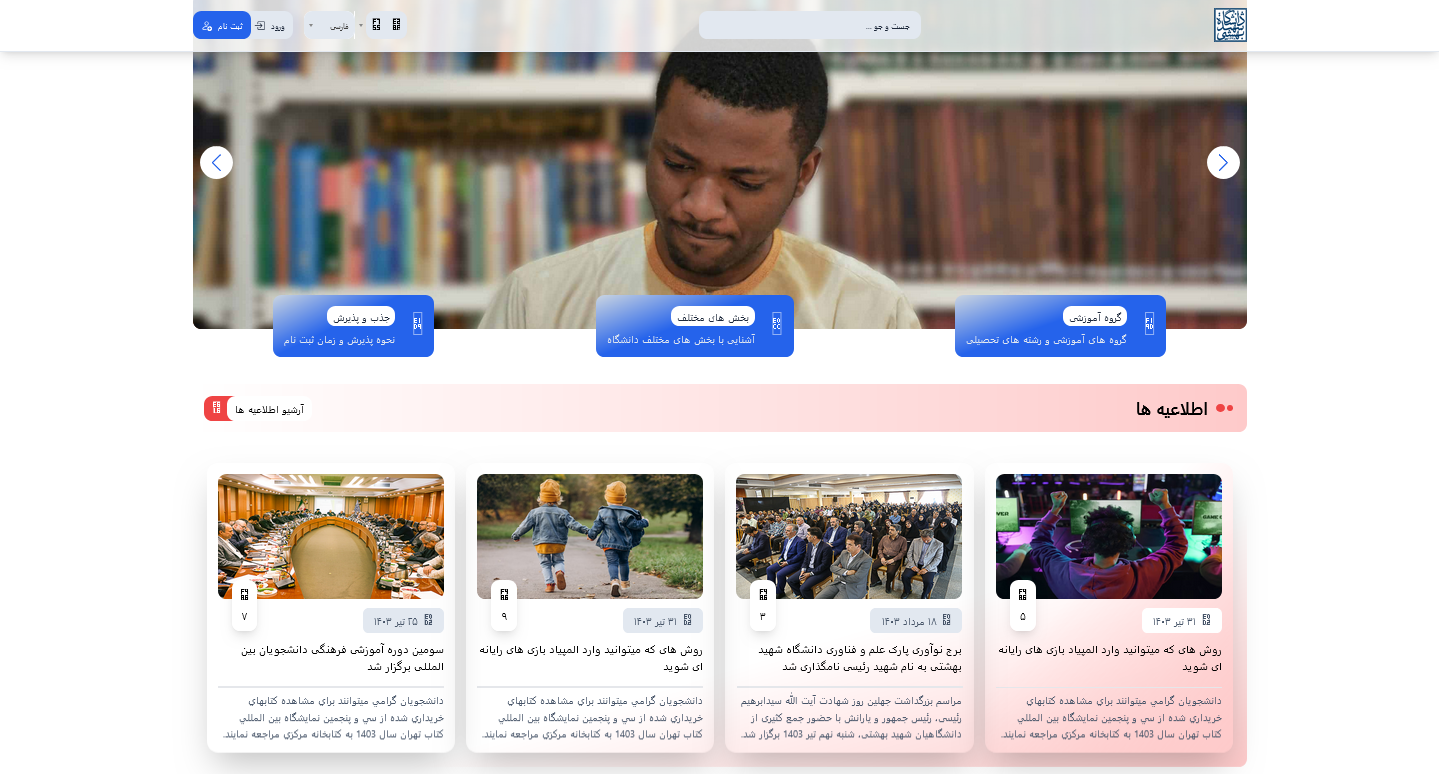 دانشگاه شهید بهشتی
جست و جو ...
فارسی
ورود
ثبت نام
گروه آموزشی
گروه های آموزشی و رشته های تحصیلی
بخش های مختلف
آشنایی با بخش های مختلف دانشگاه
جذب و پذیرش
نحوه پذیرش و زمان ثبت نام
اطلاعیه ها
آرشیو اطلاعیه ها
۵
۳۱ تیر ۱۴۰۳
روش های که میتوانید وارد المپیاد بازی های رایانه
ای شوید
دانشجويان گرامي ميتوانند براي مشاهده كتابهاي
خريداري شده از سي و پنجمين نمايشگاه بين المللي
كتاب تهران سال 1403 به كتابخانه مركزي مراجعه نمايند.
۳
۱۸ مرداد ۱۴۰۳
برج نوآوری پارک علم و فناوری دانشگاه شهید
بهشتی به نام شهید رئیسی نامگذاری شد
مراسم بزرگداشت چهلین روز شهادت آیت الله سیدابرهیم
رئیسی، رئیس جمهور و یارانش با حضور جمع کثیری از
دانشگاهیان شهید بهشتی، شنبه نهم تیر 1403 برگزار شد.
۹
۳۱ تیر ۱۴۰۳
روش های که میتوانید وارد المپیاد بازی های رایانه
ای شوید
دانشجويان گرامي ميتوانند براي مشاهده كتابهاي
خريداري شده از سي و پنجمين نمايشگاه بين المللي
كتاب تهران سال 1403 به كتابخانه مركزي مراجعه نمايند.
۷
۲۵ تیر ۱۴۰۳
سومین دوره آموزشی فرهنگی دانشجویان بین
المللی برگزار شد
دانشجويان گرامي ميتوانند براي مشاهده كتابهاي
خريداري شده از سي و پنجمين نمايشگاه بين المللي
كتاب تهران سال 1403 به كتابخانه مركزي مراجعه نمايند.